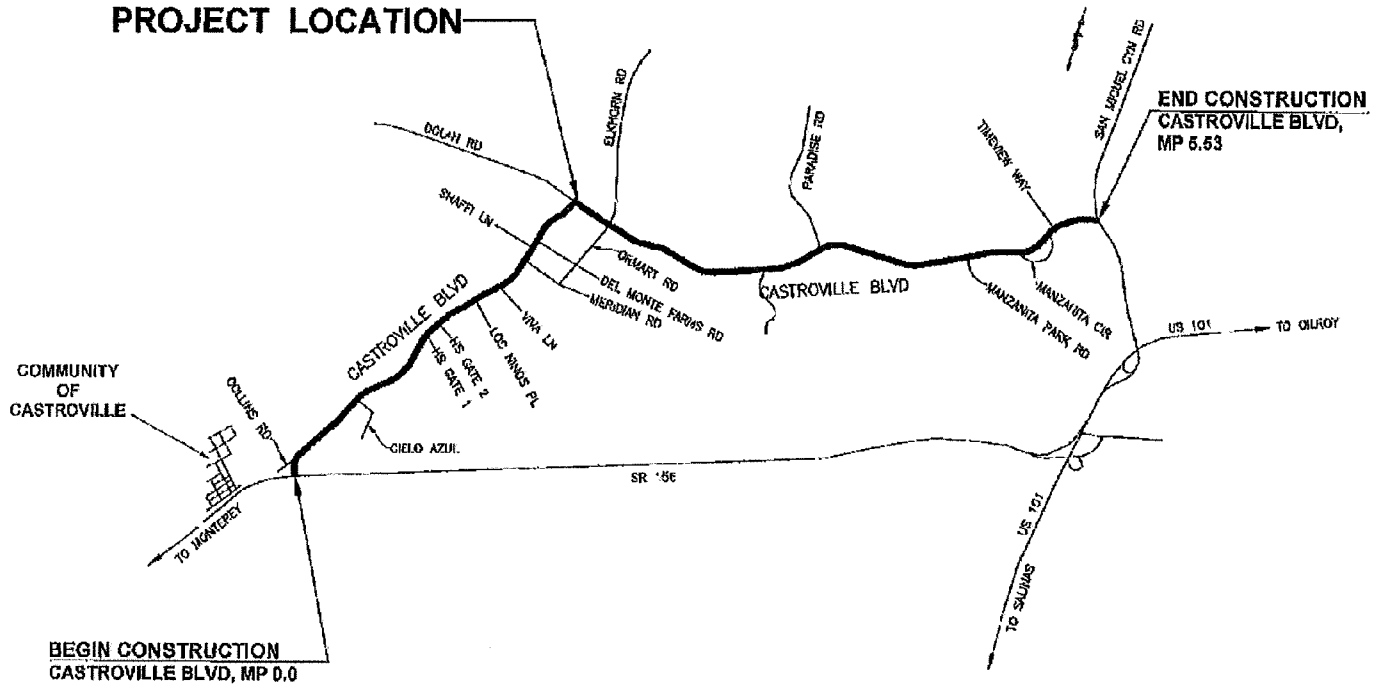 PROJECT LOCATION
SAN MIGUEL CYN RD
ELKHORN RD
END CONSTRUCTION
CASTROVILLE BLVD,
MP 5.53
DOLAN RD
PARADISE RD
TIMEVIEW WAY
SHAFFI LN
ORMART RD
DEL MONTE FARMS RD
MERIDIAN RD
CASTROVILLE BLVD
MANZANITA CIR
MANZANITA PARK RD
VIVA LN
LOS NINOS PL
HS GATE 2
HS GATE 1
CASTROVILLE BLVD
US 101
TO GILROY
COMMUNITY
OF
CASTROVILLE
COLLINS RD
CIELO AZUL
SR 156
TO MONTEREY
US 101
TO SALINAS
BEGIN CONSTRUCTION
CASTROVILLE BLVD, MP 0.0